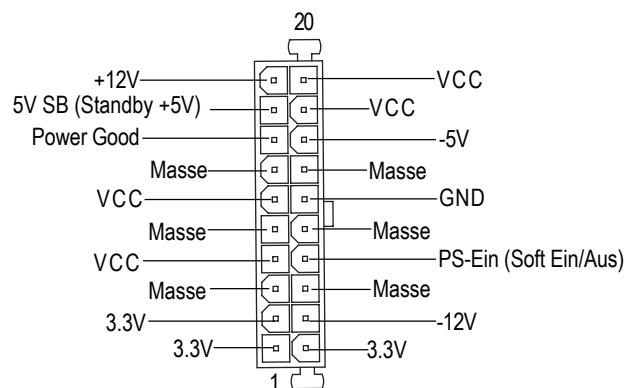 20
+12V VCC
5V SB (Standby +5V) VCC
Power Good -5V
Masse Masse
VCC GND
Masse Masse
VCC PS-Ein (Soft Ein/Aus)
Masse Masse
3.3V -12V
3.3V 3.3V
1